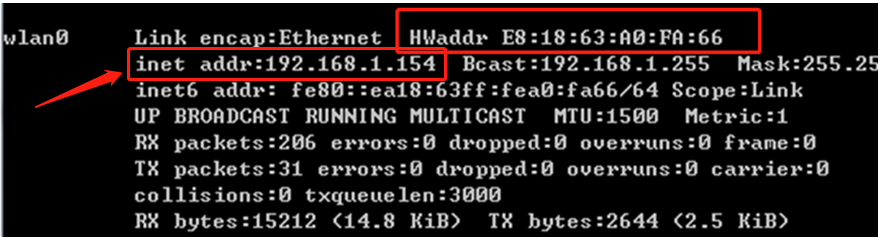 wlan0 Link encap:Ethernet HWaddr E8:18:63:A0:FA:66
inet addr:192.168.1.154 Bcast:192.168.1.255 Mask:255.25
inet6 addr: fe80::ea18:63ff:fea0:fa66/64 Scope:Link
UP BROADCAST RUNNING MULTICAST MTU:1500 Metric:1
RX packets:206 errors:0 dropped:0 overruns:0 frame:0
TX packets:31 errors:0 dropped:0 overruns:0 carrier:0
collisions:0 txqueuelen:3000
RX bytes:15212 (14.8 KiB) TX bytes:2644 (2.5 KiB)